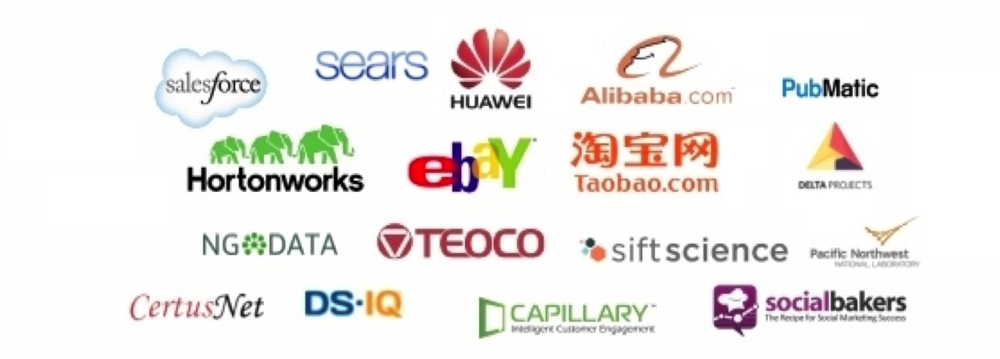 salesforce
sears
HUAWEI
Alibaba.com
PubMatic
Hortonworks
ebay
淘宝网
Taobao.com
DELTA PROJECTS
NGDATA
TEOCO
siftscience
Pacific Northwest
NATIONAL LABORATORY
CertusNet
DS·IQ
CAPILLARY
Intelligent Customer Engagement
socialbakers
The Recipe for Social Marketing Success